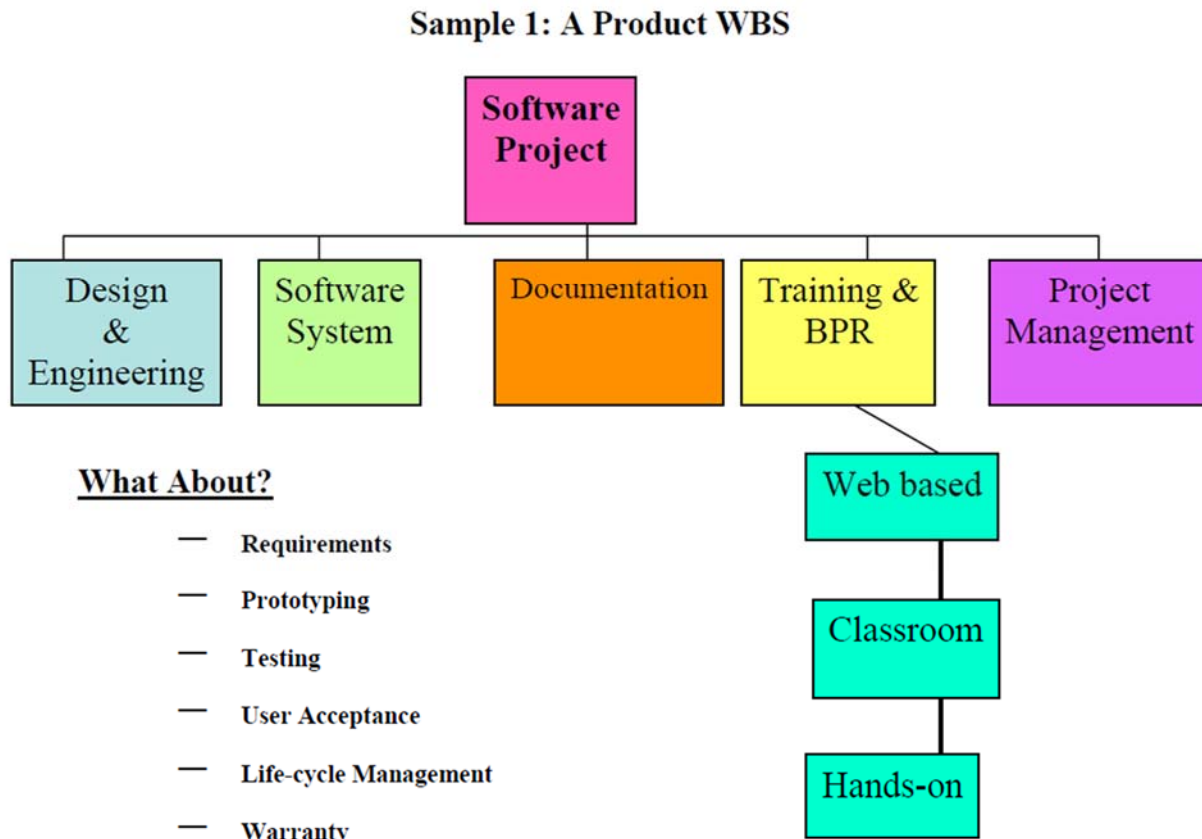 Sample 1: A Product WBS
Software
Project
Design
&
Engineering
Software
System
Documentation
Training &
BPR
Project
Management
What About?
— Requirements
— Prototyping
— Testing
— User Acceptance
— Life-cycle Management
— Warranty
Web based
Classroom
Hands-on